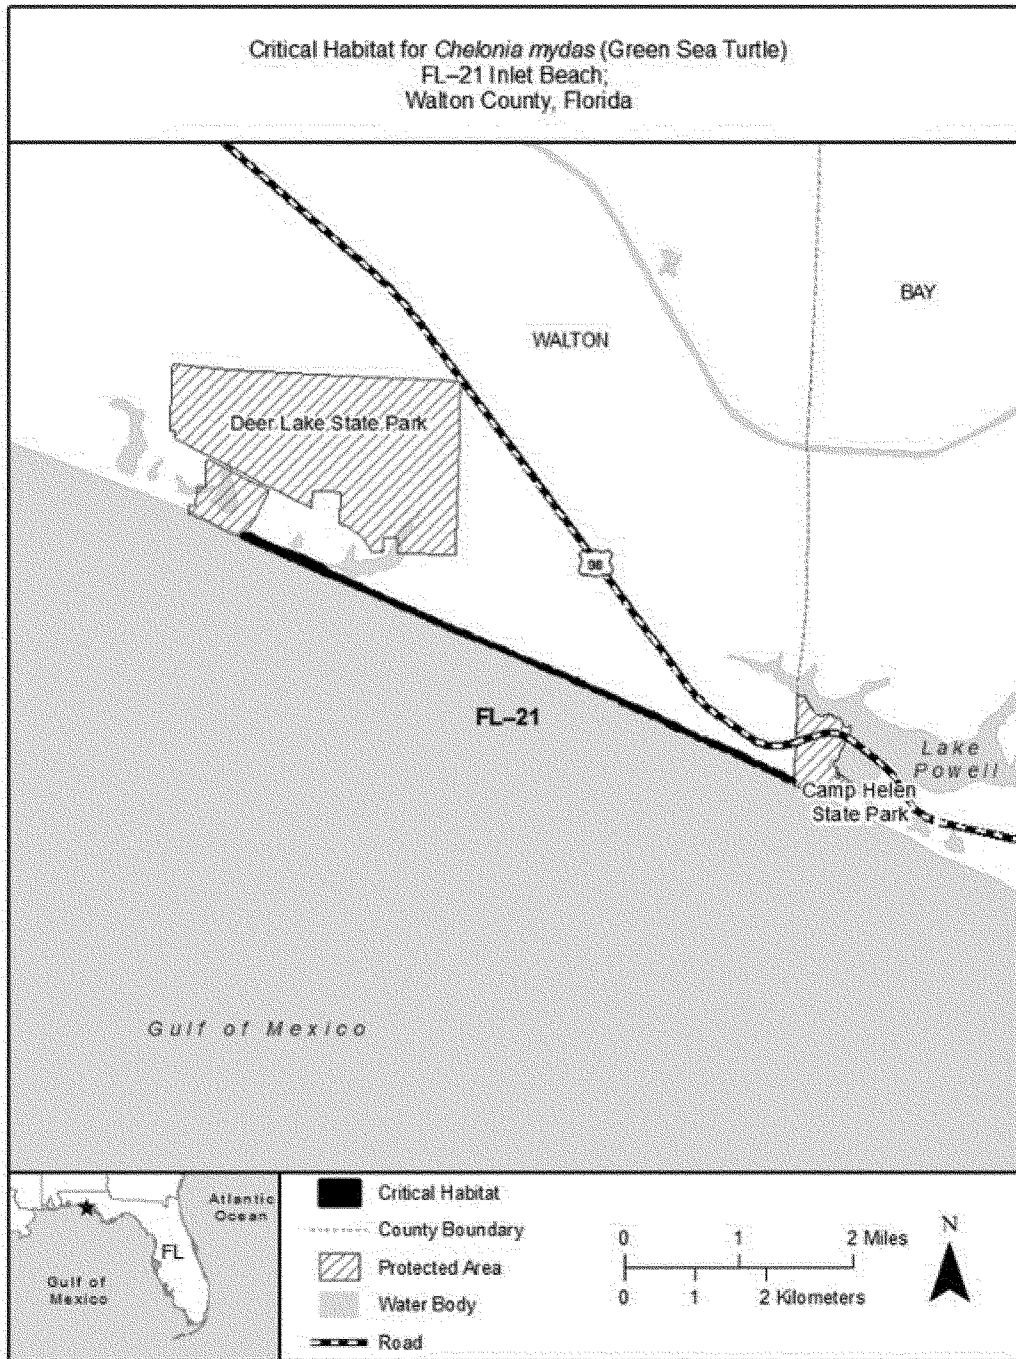 Critical Habitat for Chelonia mydas (Green Sea Turtle)
FL–21 Inlet Beach;
Walton County, Florida
BAY
WALTON
Deer Lake State Park
98
FL–21
Lake
Powell
Camp Helen
State Park
Gulf of Mexico
Atlantic
Ocean
FL
Gulf of
Mexico
Critical Habitat
County Boundary
Protected Area
Water Body
Road
0 1 2 Miles
0 1 2 Kilometers
N